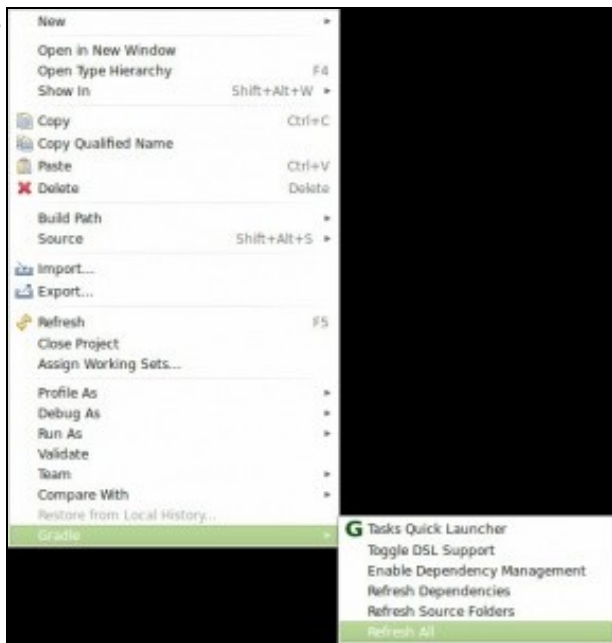 New
Open in New Window
Open Type Hierarchy F4
Show In Shift+Alt+W
Copy Ctrl+C
Copy Qualified Name
Paste Ctrl+V
Delete Delete
Build Path
Source Shift+Alt+S
Import...
Export...
Refresh F5
Close Project
Assign Working Sets...
Profile As
Debug As
Run As
Validate
Team
Compare With
Restore from Local History...
Gradle
G Tasks Quick Launcher
Toggle DSL Support
Enable Dependency Management
Refresh Dependencies
Refresh Source Folders
Refresh All